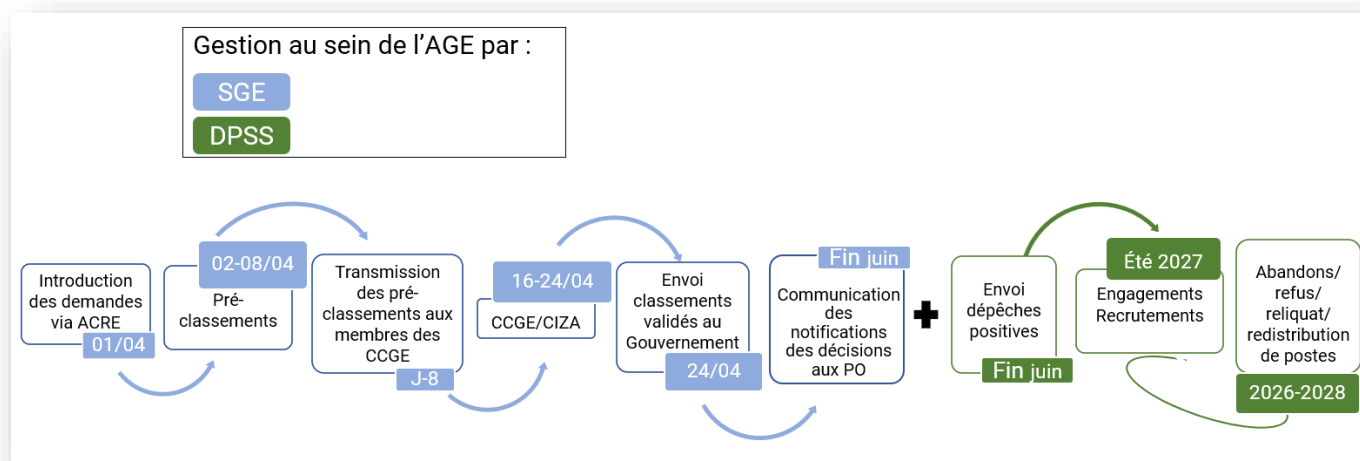 Gestion au sein de l'AGE par :
SGE
DPSS
Introduction
des demandes
via ACRE
01/04
02-08/04
Pré-
classements
Transmission
des pré-
classements aux
membres des
CCGE
J-8
16-24/04
CCGE/CIZA
Envoi
classements
validés au
Gouvernement
24/04
Fin juin
Communication
des
notifications
des décisions
aux PO
Envoi
dépêches
positives
Fin juin
Été 2027
Engagements
Recrutements
Abandons/
refus/
reliquat/
redistribution
de postes
2026-2028